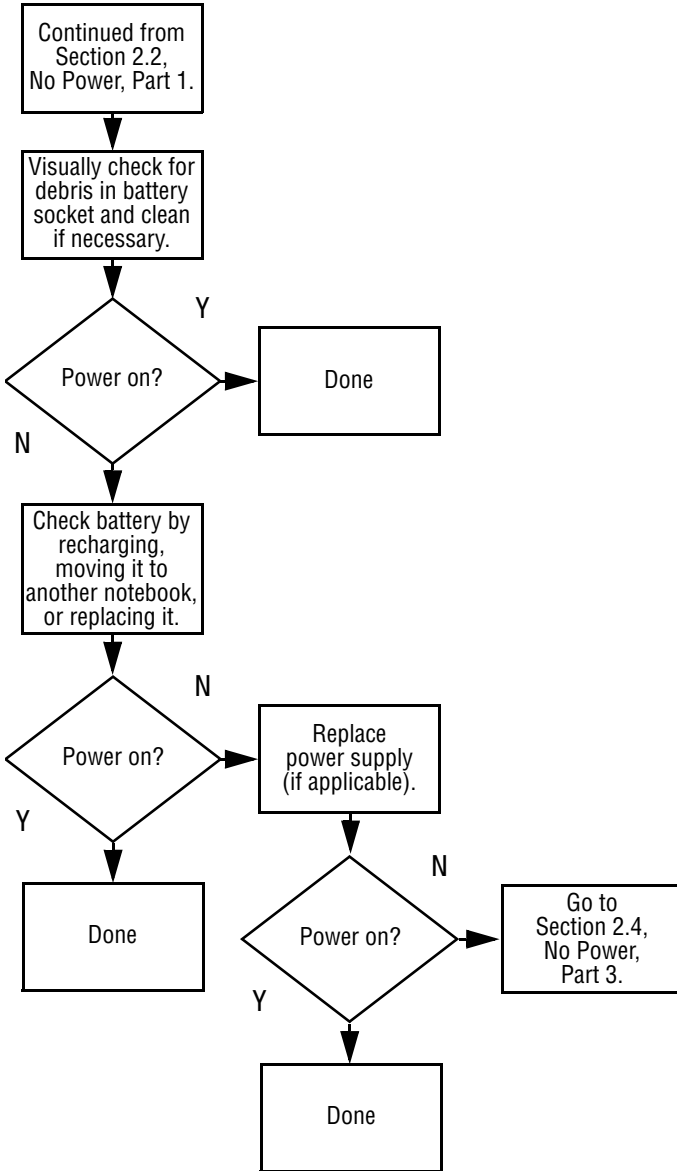 Continued from
Section 2.2,
No Power, Part 1.
Visually check for
debris in battery
socket and clean
if necessary.
Y
Power on?
Done
N
Check battery by
recharging,
moving it to
another notebook,
or replacing it.
N
Power on?
Replace
power supply
(if applicable).
Y
Done
N
Power on?
Go to
Section 2.4,
No Power,
Part 3.
Y
Done